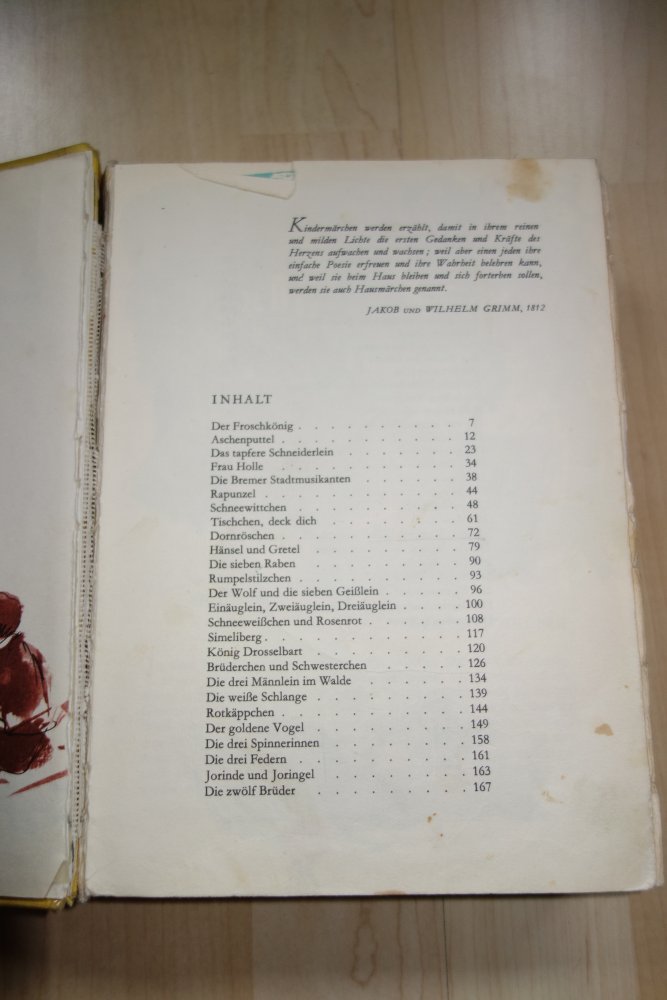 Kindermärchen werden erzählt, damit in ihrem reinen
und milden Lichte die ersten Gedanken und Kräfte des
Herzens aufwachen und wachsen; weil aber einen jeden ihre
einfache Poesie erfreuen und ihre Wahrheit belehren kann,
und weil sie beim Haus bleiben und sich forterben sollen,
werden sie auch Hausmärchen genannt.
JAKOB UND WILHELM GRIMM, 1812
INHALT
Der Froschkönig . . . . . . . . . . 7
Aschenputtel . . . . . . . . . . . 12
Das tapfere Schneiderlein . . . . . . . 23
Frau Holle . . . . . . . . . . . 34
Die Bremer Stadtmusikanten . . . . . . 38
Rapunzel . . . . . . . . . . . . 44
Schneewittchen . . . . . . . . . . 48
Tischchen, deck dich . . . . . . . . 61
Dornröschen . . . . . . . . . . . 72
Hänsel und Gretel . . . . . . . . . 79
Die sieben Raben . . . . . . . . . 90
Rumpelstilzchen . . . . . . . . . . 93
Der Wolf und die sieben Geißlein . . . . . 96
Einäuglein, Zweiäuglein, Dreiäuglein . . . . 100
Schneeweißchen und Rosenrot . . . . . . 108
Simeliberg . . . . . . . . . . . . 117
König Drosselbart . . . . . . . . . 120
Brüderchen und Schwesterchen . . . . . . 126
Die drei Männlein im Walde . . . . . . 134
Die weiße Schlange . . . . . . . . . 139
Rotkäppchen . . . . . . . . . . . 144
Der goldene Vogel . . . . . . . . . 149
Die drei Spinnerinnen . . . . . . . . 158
Die drei Federn . . . . . . . . . . 161
Jorinde und Joringel . . . . . . . . 163
Die zwölf Brüder . . . . . . . . . 167